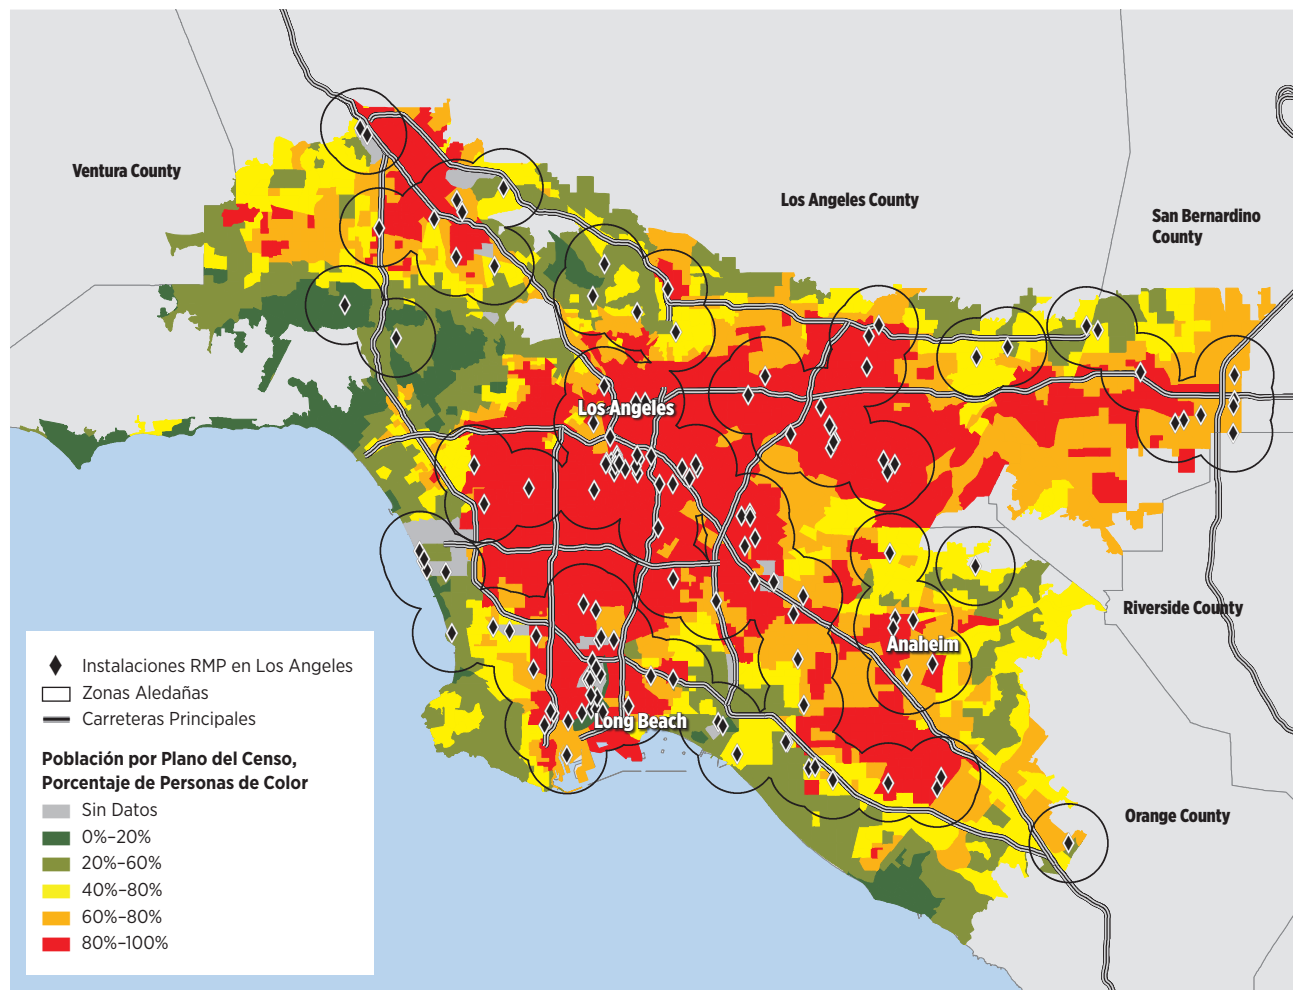 Ventura County
Los Angeles County
San Bernardino
County
Los Angeles
Riverside County
Anaheim
Long Beach
Orange County
Instalaciones RMP en Los Angeles
Zonas Aledañas
Carreteras Principales
Población por Plano del Censo,
Porcentaje de Personas de Color
Sin Datos
0%–20%
20%–60%
40%–80%
60%–80%
80%–100%